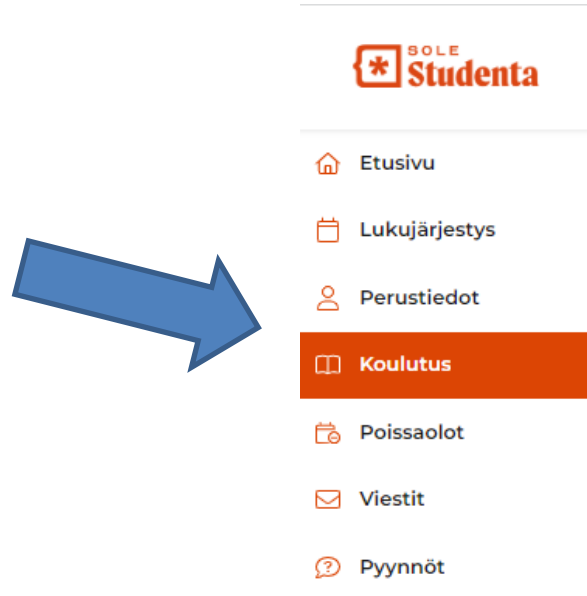 SOLE
Studenta
Etusivu
Lukujärjestys
Perustiedot
Koulutus
Poissaolot
Viestit
Pyynnöt